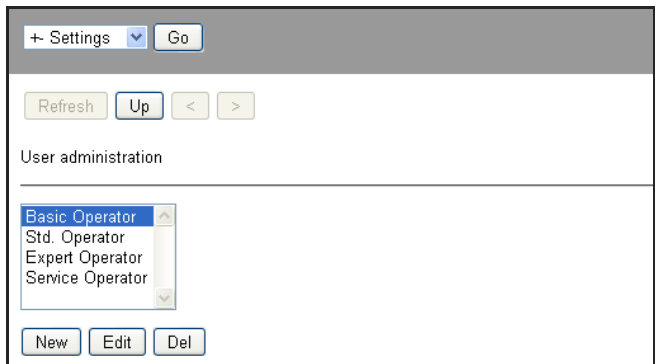 +- Settings Go
Refresh Up < >
User administration
Basic Operator
Std. Operator
Expert Operator
Service Operator
New Edit Del